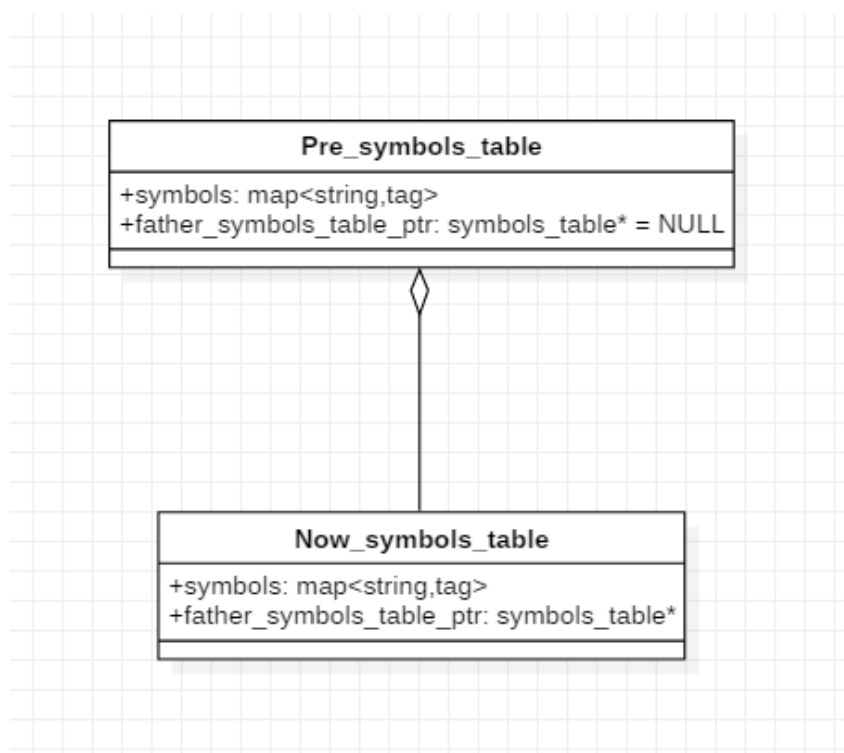 Pre_symbols_table
+symbols: map<string,tag>
+father_symbols_table_ptr: symbols_table* = NULL
Now_symbols_table
+symbols: map<string,tag>
+father_symbols_table_ptr: symbols_table*